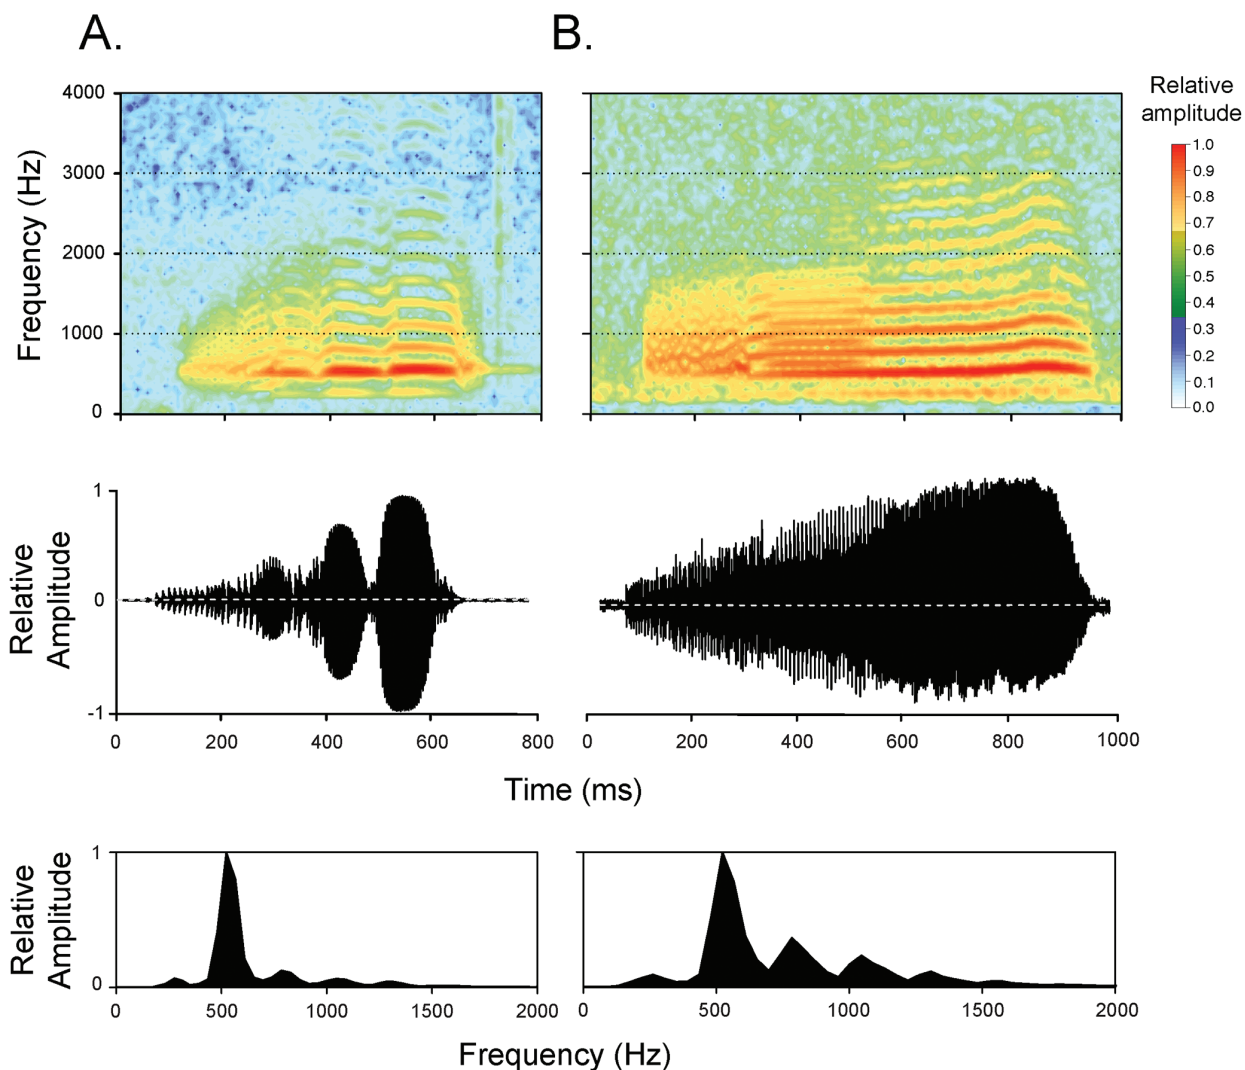 A.
B.
Relative
amplitude
4000
3000
2000
1000
0
Frequency (Hz)
1.0
0.9
0.8
0.7
0.6
0.5
0.4
0.3
0.2
0.1
0.0
1
0
-1
Relative
Amplitude
0 200 400 600 800
0 200 400 600 800 1000
Time (ms)
1
0
Relative
Amplitude
0 500 1000 1500 2000
0 500 1000 1500 2000
Frequency (Hz)